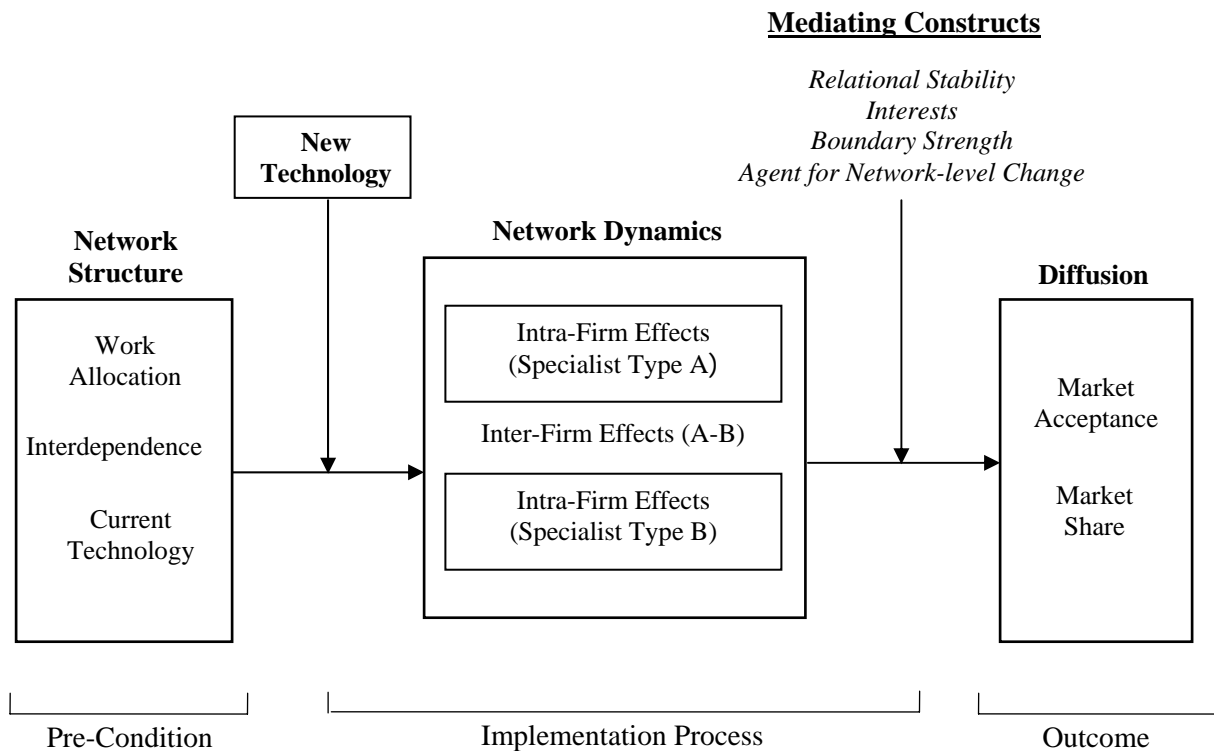 Mediating Constructs
Relational Stability
Interests
Boundary Strength
Agent for Network-level Change
New
Technology
Network
Structure
Work
Allocation
Interdependence
Current
Technology
Network Dynamics
Intra-Firm Effects
(Specialist Type A)
Inter-Firm Effects (A-B)
Intra-Firm Effects
(Specialist Type B)
Diffusion
Market
Acceptance
Market
Share
Pre-Condition
Implementation Process
Outcome